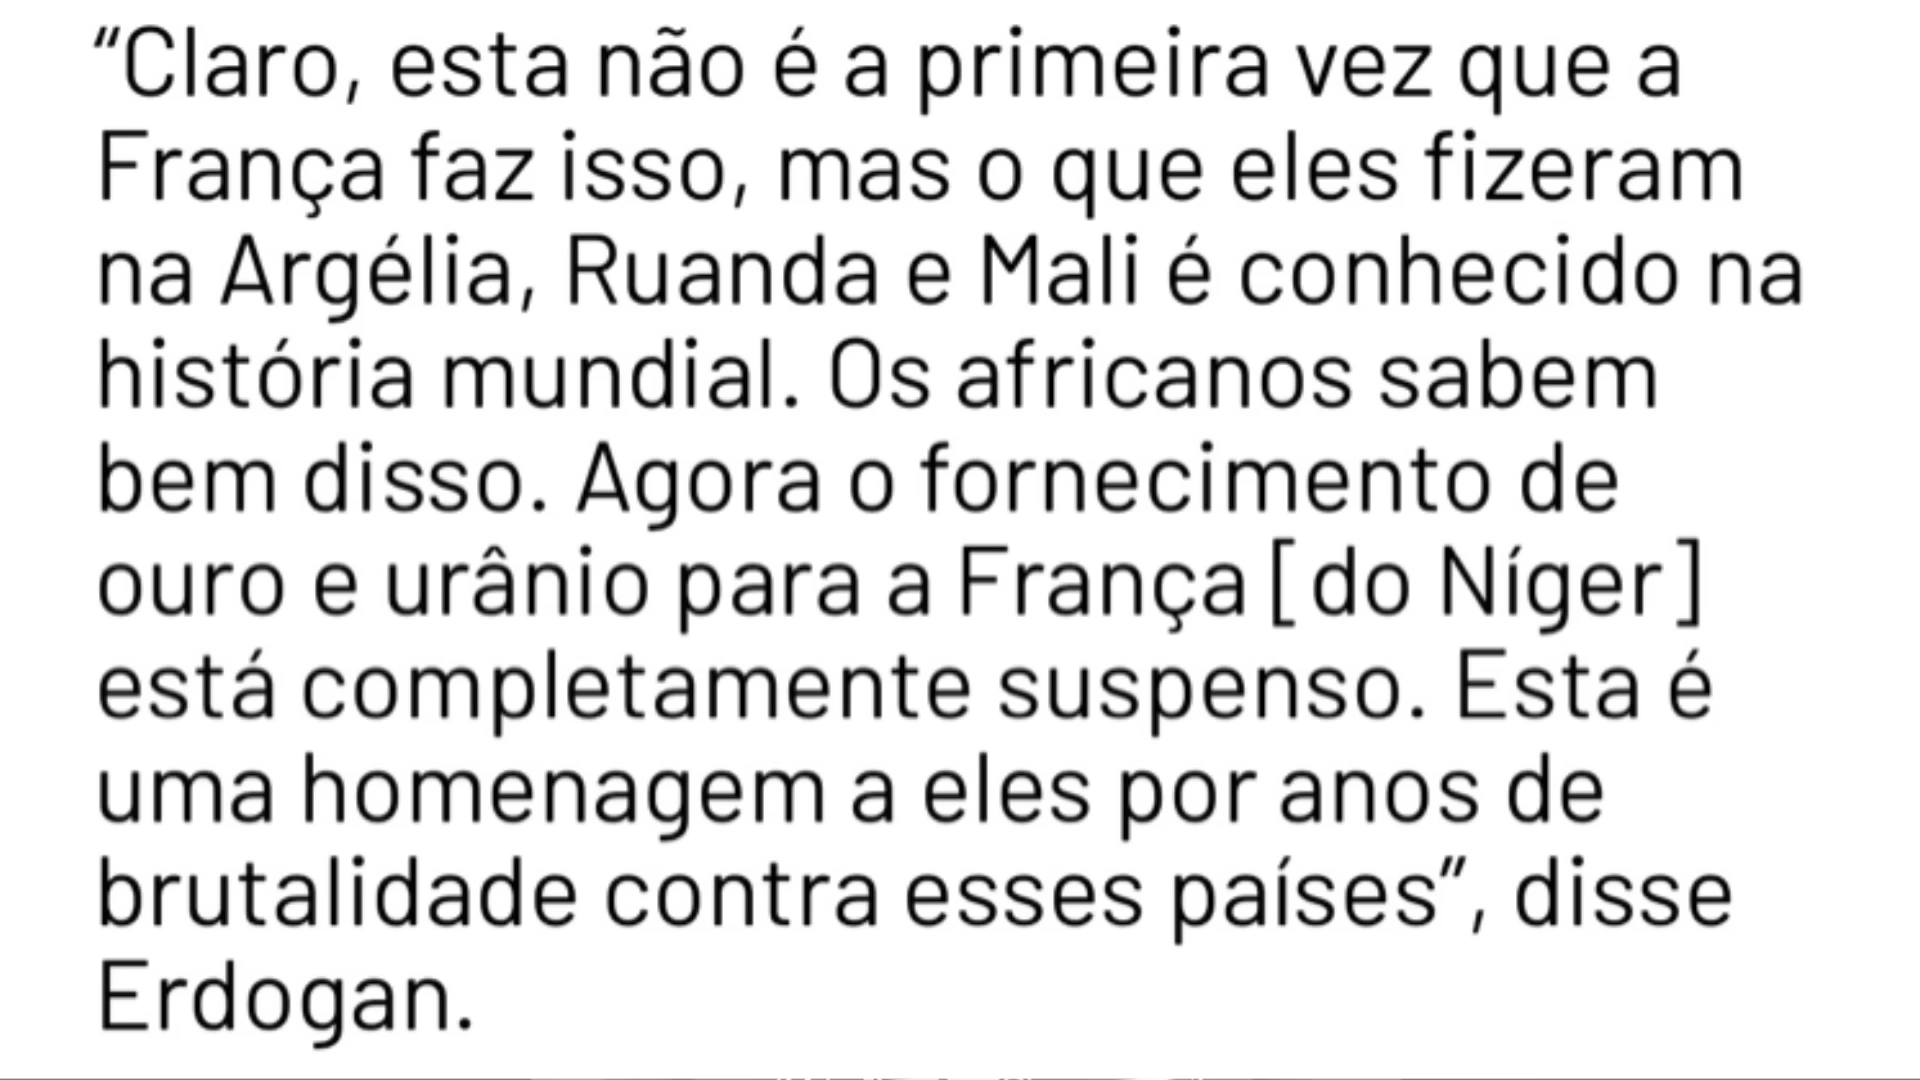 “Claro, esta não é a primeira vez que a
França faz isso, mas o que eles fizeram
na Argélia, Ruanda e Mali é conhecido na
história mundial. Os africanos sabem
bem disso. Agora o fornecimento de
ouro e urânio para a França [do Níger]
está completamente suspenso. Esta é
uma homenagem a eles por anos de
brutalidade contra esses países”, disse
Erdogan.